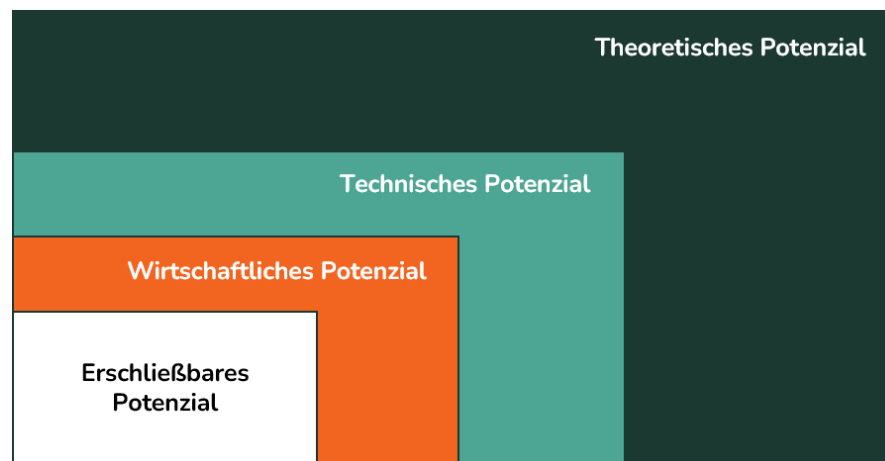 Theoretisches Potenzial
Technisches Potenzial
Wirtschaftliches Potenzial
Erschließbares
Potenzial